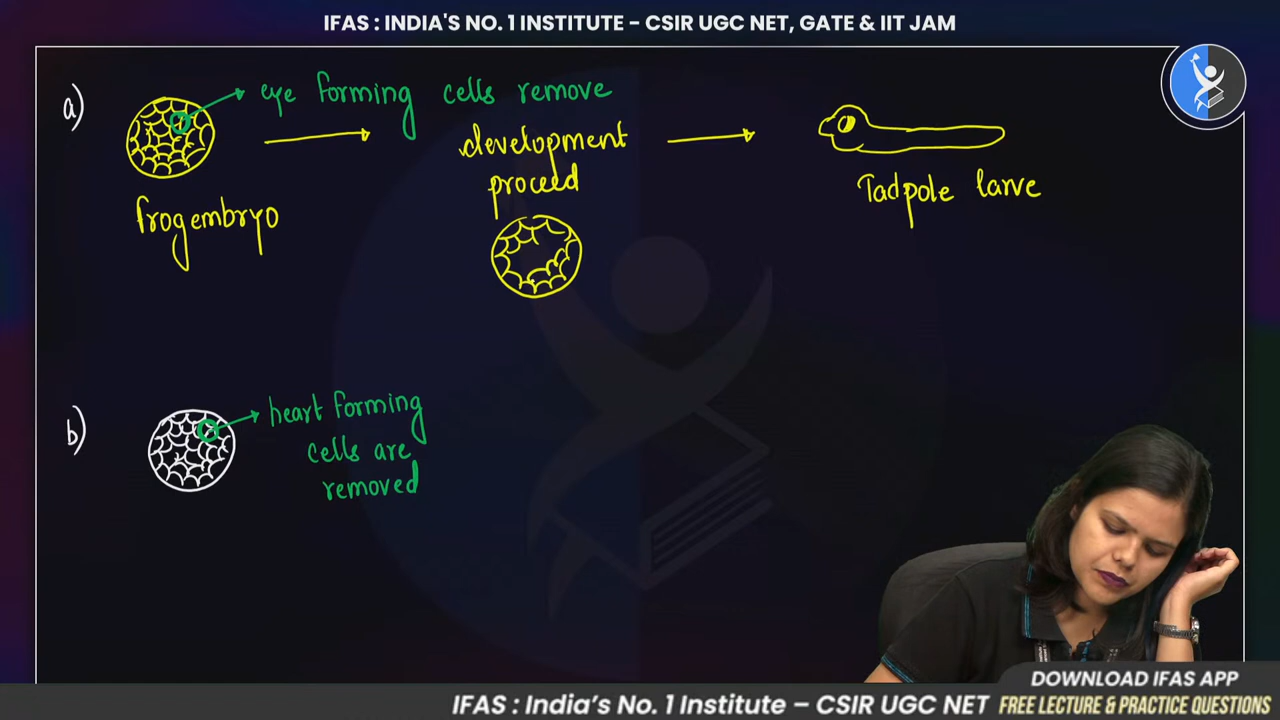 IFAS : INDIA'S NO. 1 INSTITUTE - CSIR UGC NET, GATE & IIT JAM
a)
eye forming cells remove
development
proceed
frogembryo
Tadpole larve
b)
heart forming
cells are
removed
DOWNLOAD IFAS APP
IFAS : India's No. 1 Institute – CSIR UGC NET FREE LECTURE & PRACTICE QUESTIONS